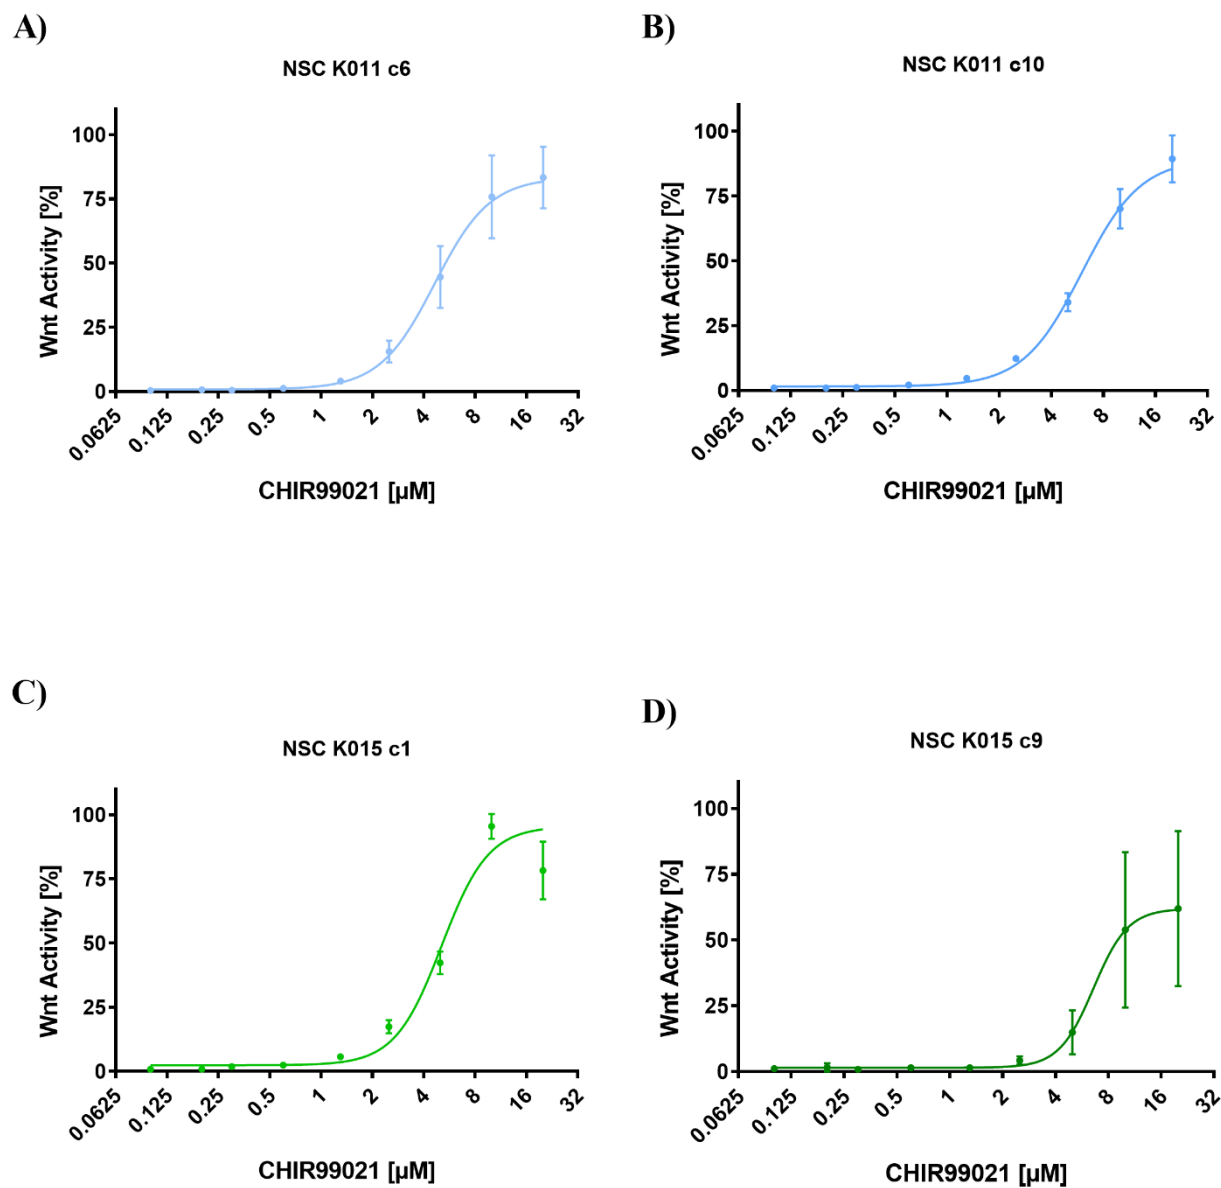 A)
NSC K011 c6
100
75
50
25
0
Wnt Activity [%]
0.0625 0.125 0.25 0.5 1 2 4 8 16 32
CHIR99021 [µM]
B)
NSC K011 c10
100
75
50
25
0
Wnt Activity [%]
0.0625 0.125 0.25 0.5 1 2 4 8 16 32
CHIR99021 [µM]
C)
NSC K015 c1
100
75
50
25
0
Wnt Activity [%]
0.0625 0.125 0.25 0.5 1 2 4 8 16 32
CHIR99021 [µM]
D)
NSC K015 c9
100
75
50
25
0
Wnt Activity [%]
0.0625 0.125 0.25 0.5 1 2 4 8 16 32
CHIR99021 [µM]